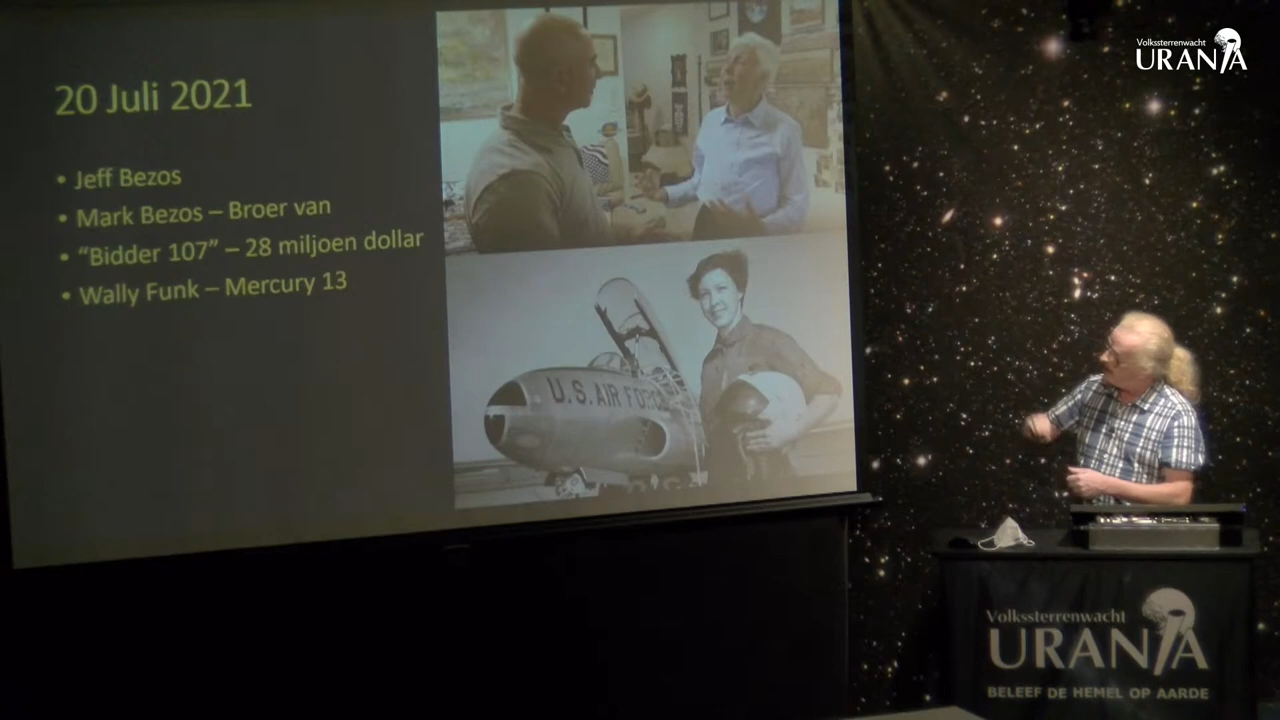 20 Juli 2021
• Jeff Bezos
• Mark Bezos – Broer van
• “Bidder 107” – 28 miljoen dollar
• Wally Funk – Mercury 13
U.S. AIR FORCE
Volkssterrenwacht
URANIA
Volkssterrenwacht
URANIA
BELEEF DE HEMEL OP AARDE